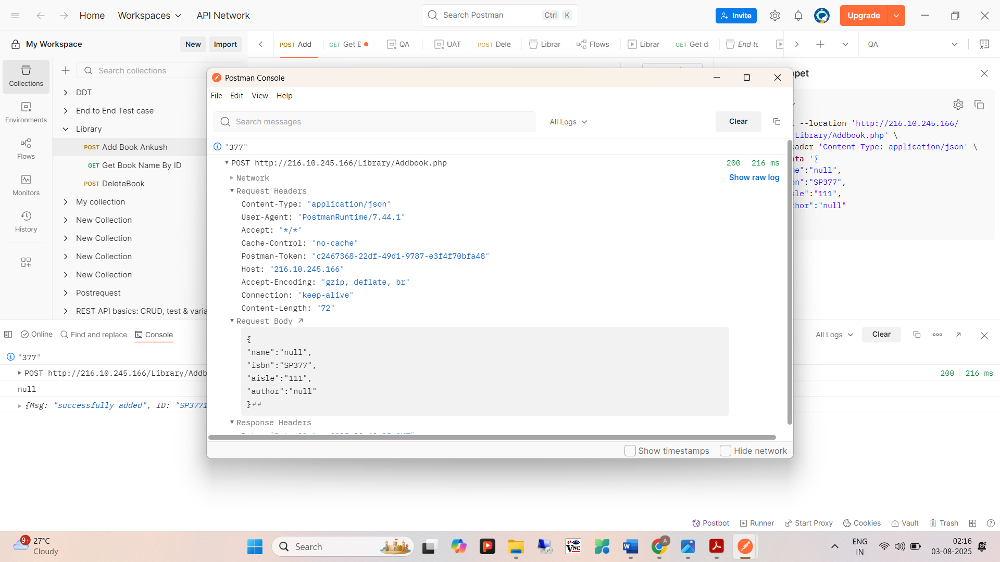 Home
Workspaces
API Network
Search Postman
Ctrl K
Invite
Upgrade
My Workspace
New
Import
POST Add
GET Get E
QA
UAT
POST Dele
Librar
Flows
Librar
GET Get d
End to
QA
Collections
Environments
Flows
Monitors
History
Search collections
DDT
End to End Test case
Library
POST Add Book Ankush
GET Get Book Name By ID
POST DeleteBook
My collection
New Collection
New Collection
New Collection
New Collection
Postrequest
REST API basics: CRUD, test & varia
Postman Console
File Edit View Help
Search messages
All Logs
Clear
"377"
POST http://216.10.245.166/Library/Addbook.php
200 216 ms
Network
Show raw log
Request Headers
Content-Type: "application/json"
User-Agent: "PostmanRuntime/7.44.1"
Accept: "*/*"
Cache-Control: "no-cache"
Postman-Token: "c2467368-22df-49d1-9787-e3f4f70bfa48"
Host: "216.10.245.166"
Accept-Encoding: "gzip, deflate, br"
Connection: "keep-alive"
Content-Length: "72"
Request Body
{
"name":"null",
"isbn":"SP377",
"aisle":"111",
"author":"null"
}↵↵
Response Headers
Show timestamps
Hide network
ppet
--location 'http://216.10.245.166/
Library/Addbook.php' \
eader 'Content-Type: application/json' \
ata '{
me":"null",
bn":"SP377",
sle":"111",
thor":"null"
Online
Find and replace
Console
All Logs
Clear
"377"
POST http://216.10.245.166/Library/Addb
200 216 ms
null
{Msg: "successfully added", ID: "SP3771
Postbot
Runner
Start Proxy
Cookies
Vault
Trash
9+
27°C
Cloudy
Search
VNC
A
ENG
IN
02:16
03-08-2025